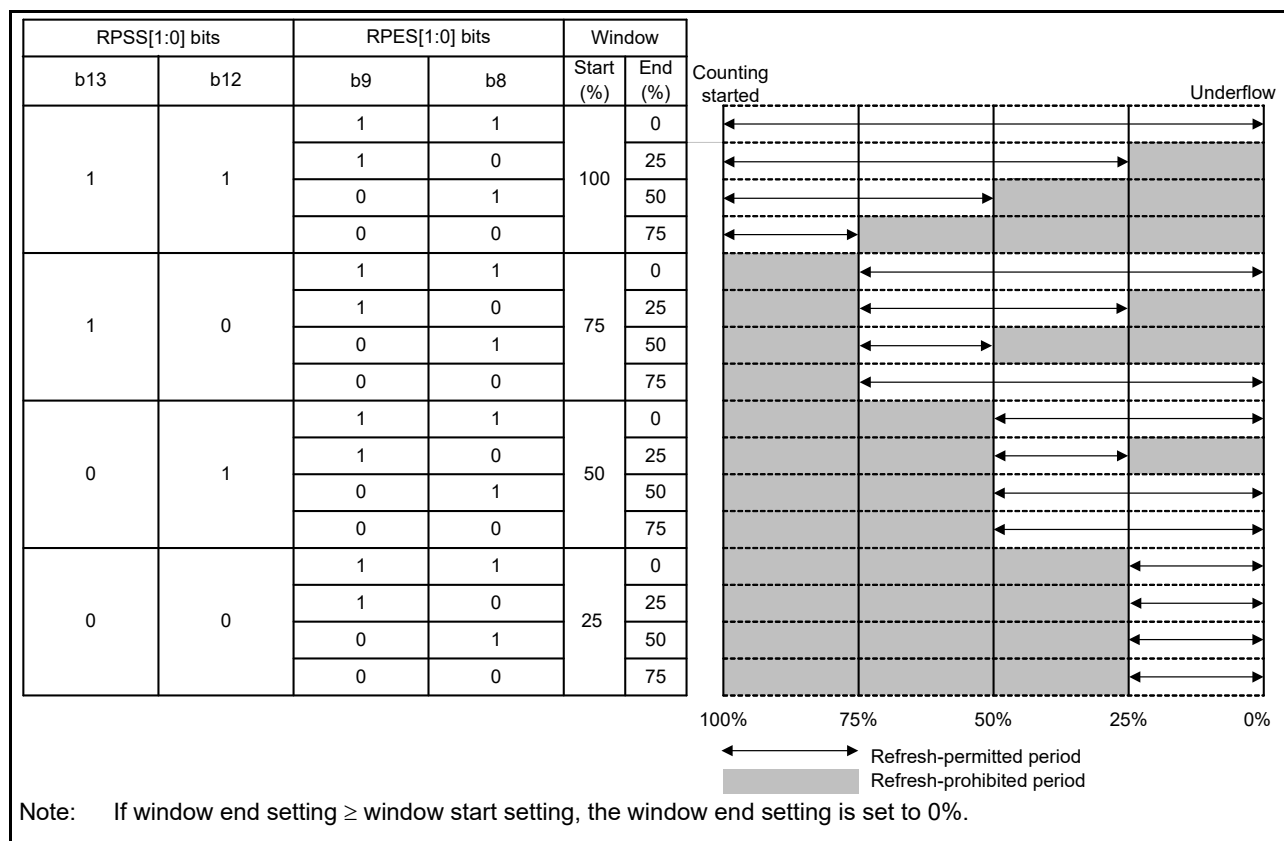 RPSS[1:0] bits RPES[1:0] bits Window
b13 b12 b9 b8 Start (%) End (%) Counting started Underflow
1 1 0
1 0 25
1 1 100
0 1 50
0 0 75
1 1 0
1 0 25
1 0 75
0 1 50
0 0 75
1 1 0
1 0 25
0 1 50
0 1 50
0 0 75
1 1 0
1 0 25
0 0 25
0 1 50
0 0 75
100% 75% 50% 25% 0%
Refresh-permitted period
Refresh-prohibited period
Note: If window end setting ≥ window start setting, the window end setting is set to 0%.